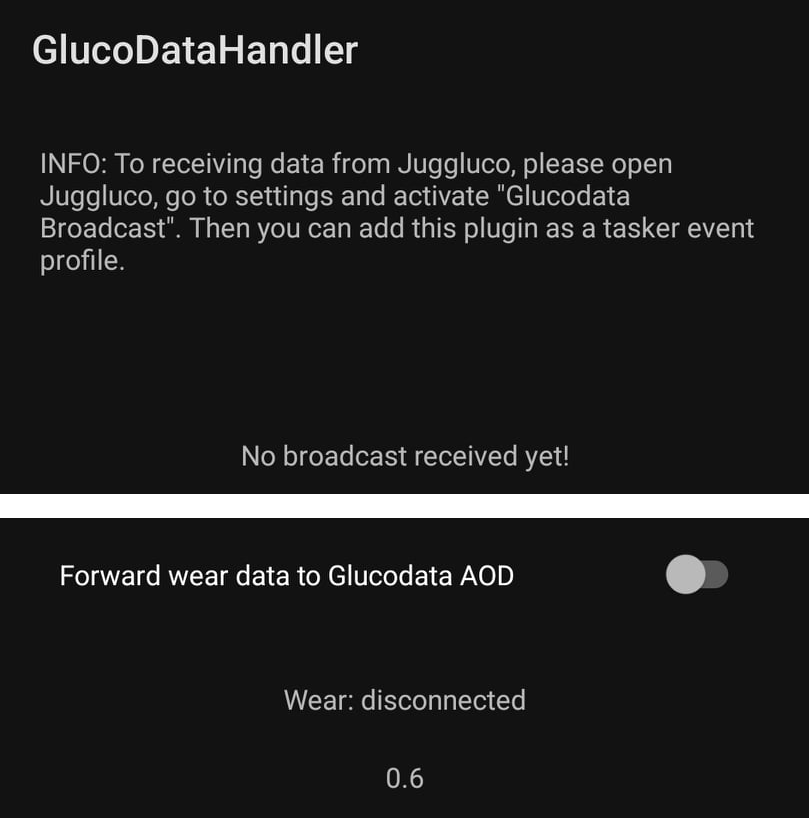 GlucoDataHandler
INFO: To receiving data from Juggluco, please open
Juggluco, go to settings and activate "Glucodata
Broadcast". Then you can add this plugin as a tasker event
profile.
No broadcast received yet!
Forward wear data to Glucodata AOD
Wear: disconnected
0.6